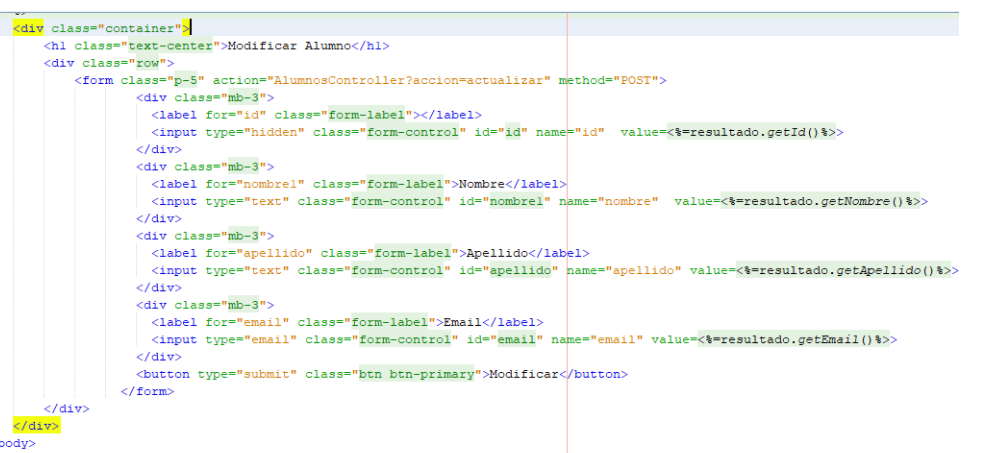 <div class="container">
<h1 class="text-center">Modificar Alumno</h1>
<div class="row">
<form class="p-5" action="AlumnosController?accion=actualizar" method="POST">
<div class="mb-3">
<label for="id" class="form-label"></label>
<input type="hidden" class="form-control" id="id" name="id"  value=<%=resultado.getId()%>>
</div>
<div class="mb-3">
<label for="nombre1" class="form-label">Nombre</label>
<input type="text" class="form-control" id="nombre1" name="nombre"  value=<%=resultado.getNombre()%>>
</div>
<div class="mb-3">
<label for="apellido" class="form-label">Apellido</label>
<input type="text" class="form-control" id="apellido" name="apellido" value=<%=resultado.getApellido()%>>
</div>
<div class="mb-3">
<label for="email" class="form-label">Email</label>
<input type="email" class="form-control" id="email" name="email" value=<%=resultado.getEmail()%>>
</div>
<button type="submit" class="btn btn-primary">Modificar</button>
</form>
</div>
</div>
body>